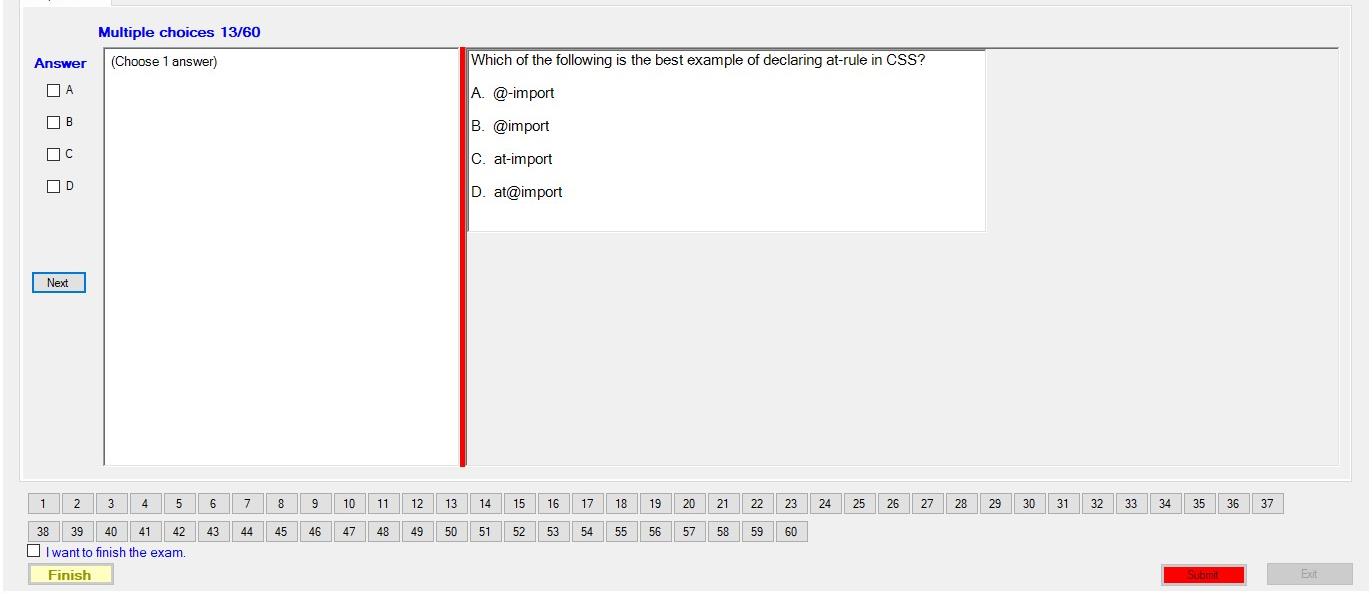 Multiple choices 13/60
Answer
(Choose 1 answer)
A
B
C
D
Next
Which of the following is the best example of declaring at-rule in CSS?
A. @-import
B. @import
C. at-import
D. at@import
1 2 3 4 5 6 7 8 9 10 11 12 13 14 15 16 17 18 19 20 21 22 23 24 25 26 27 28 29 30 31 32 33 34 35 36 37
38 39 40 41 42 43 44 45 46 47 48 49 50 51 52 53 54 55 56 57 58 59 60
I want to finish the exam.
Finish
Submit
Exit